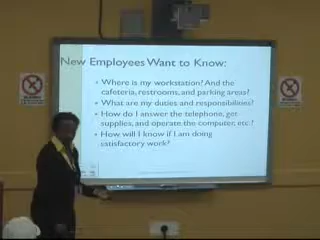 New Employees Want to Know:
• Where is my workstation? And the
cafeteria, restrooms, and parking areas?
• What are my duties and responsibilities?
• How do I answer the telephone, get
supplies, and operate the computer, etc.?
• How will I know if I am doing
satisfactory work?